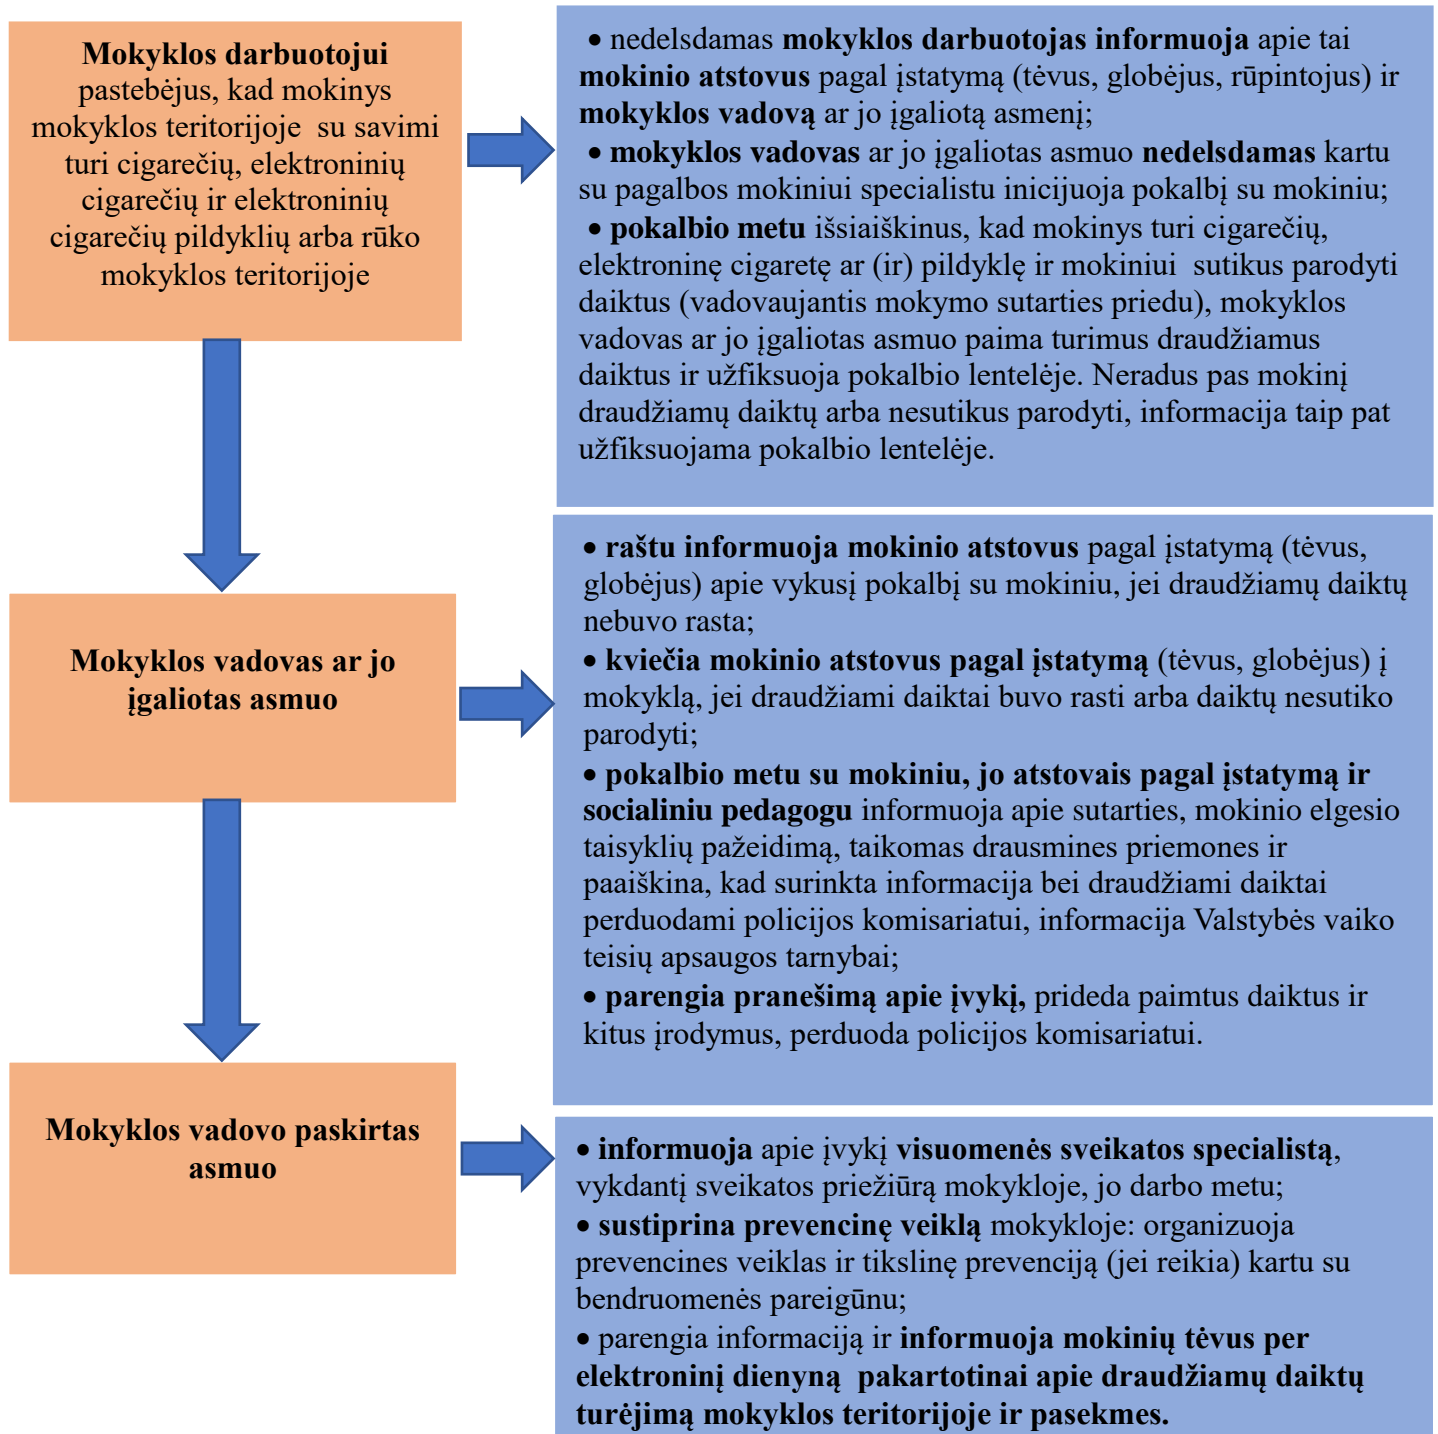 Mokyklos darbuotojui
pastebėjus, kad mokinys
mokyklos teritorijoje su savimi
turi cigarečių, elektroninių
cigarečių ir elektroninių
cigarečių pildyklių arba rūko
mokyklos teritorijoje
• nedelsdamas mokyklos darbuotojas informuoja apie tai
mokinio atstovus pagal įstatymą (tėvus, globėjus, rūpintojus) ir
mokyklos vadovą ar jo įgaliotą asmenį;
• mokyklos vadovas ar jo įgaliotas asmuo nedelsdamas kartu
su pagalbos mokiniui specialistu inicijuoja pokalbį su mokiniu;
• pokalbio metu išsiaiškinus, kad mokinys turi cigarečių,
elektroninę cigaretę ar (ir) pildyklę ir mokiniui sutikus parodyti
daiktus (vadovaujantis mokymo sutarties priedu), mokyklos
vadovas ar jo įgaliotas asmuo paima turimus draudžiamus
daiktus ir užfiksuoja pokalbio lentelėje. Neradus pas mokinį
draudžiamų daiktų arba nesutikus parodyti, informacija taip pat
užfiksuojama pokalbio lentelėje.
Mokyklos vadovas ar jo
įgaliotas asmuo
• raštu informuoja mokinio atstovus pagal įstatymą (tėvus,
globėjus) apie vykusį pokalbį su mokiniu, jei draudžiamų daiktų
nebuvo rasta;
• kviečia mokinio atstovus pagal įstatymą (tėvus, globėjus) į
mokyklą, jei draudžiami daiktai buvo rasti arba daiktų nesutiko
parodyti;
• pokalbio metu su mokiniu, jo atstovais pagal įstatymą ir
socialiniu pedagogu informuoja apie sutarties, mokinio elgesio
taisyklių pažeidimą, taikomas drausmines priemones ir
paaiškina, kad surinkta informacija bei draudžiami daiktai
perduodami policijos komisariatui, informacija Valstybės vaiko
teisių apsaugos tarnybai;
• parengia pranešimą apie įvykį, prideda paimtus daiktus ir
kitus įrodymus, perduoda policijos komisariatui.
Mokyklos vadovo paskirtas
asmuo
• informuoja apie įvykį visuomenės sveikatos specialistą,
vykdantį sveikatos priežiūrą mokykloje, jo darbo metu;
• sustiprina prevencinę veiklą mokykloje: organizuoja
prevencines veiklas ir tikslinę prevenciją (jei reikia) kartu su
bendruomenės pareigūnu;
• parengia informaciją ir informuoja mokinių tėvus per
elektroninį dienyną pakartotinai apie draudžiamų daiktų
turėjimą mokyklos teritorijoje ir pasekmes.